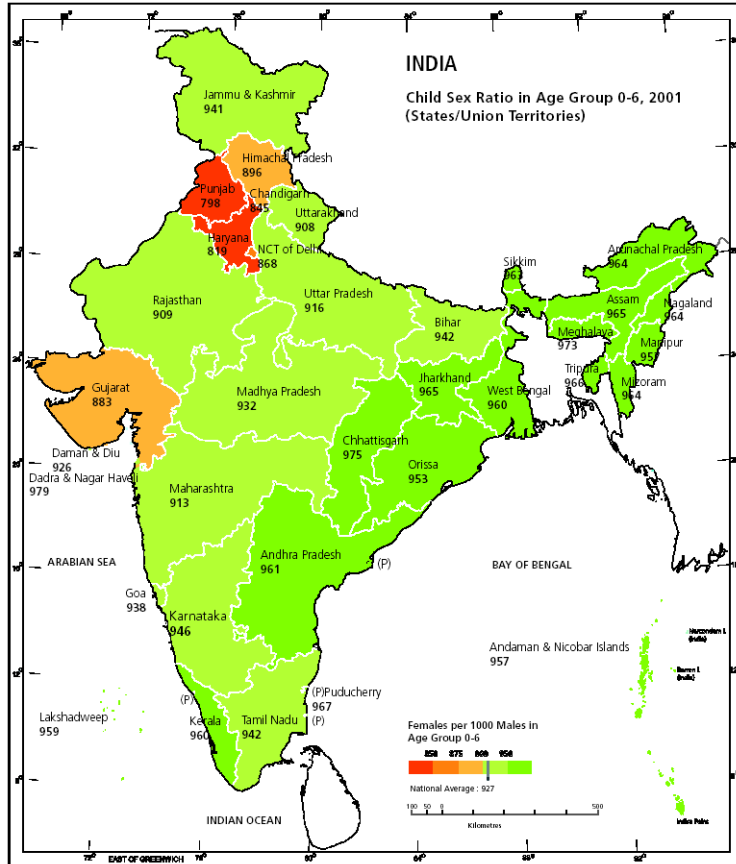 INDIA
Child Sex Ratio in Age Group 0-6, 2001
(States/Union Territories)
Jammu & Kashmir
941
Himachal Pradesh
896
Punjab
798
Chandigarh
845
Uttarakhand
908
Haryana
819
NCT of Delhi
868
Rajasthan
909
Uttar Pradesh
916
Bihar
942
Sikkim
963
Arunachal Pradesh
964
Assam
965
Nagaland
964
Meghalaya
973
Manipur
Tripura
966
Mizoram
964
Gujarat
883
Madhya Pradesh
932
Jharkhand
965
West Bengal
960
Chhattisgarh
975
Orissa
953
Daman & Diu
926
Dadra & Nagar Haveli
979
Maharashtra
913
Andhra Pradesh
961
(P)
ARABIAN SEA
BAY OF BENGAL
Goa
938
Karnataka
946
Andaman & Nicobar Islands
957
(P)
(P)Puducherry
967
(P)
Lakshadweep
959
Kerala
960
Tamil Nadu
942
Females per 1000 Males in
Age Group 0-6
850 875 900 950
National Average : 927
100 50 0 500
Kilometres
INDIAN OCEAN
72° EAST OF GREENWICH